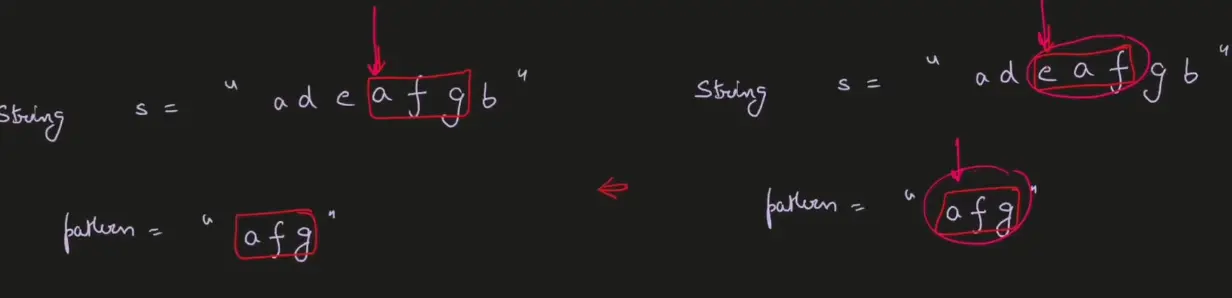 String s = " a d e a f g b "
pattern = " a f g "
String s = " a d e a f g b "
pattern = " a f g "